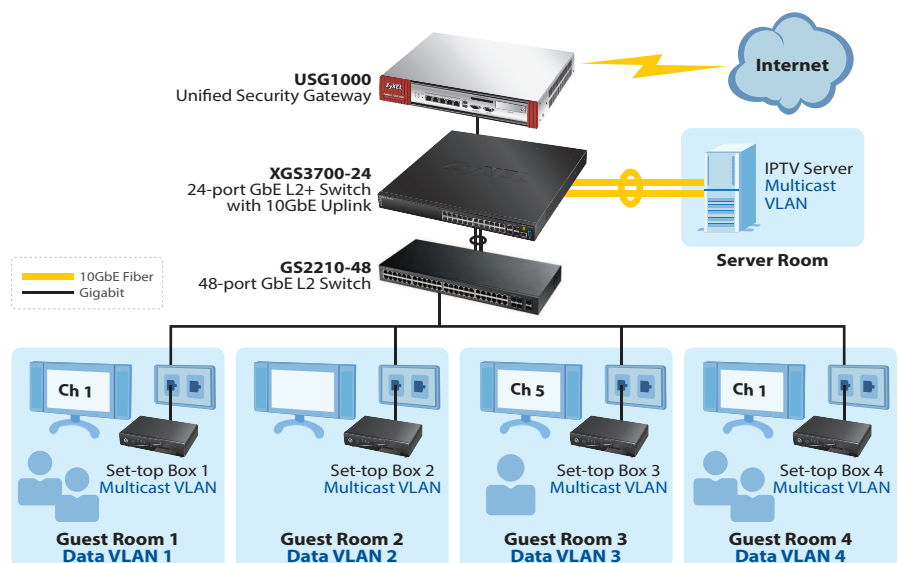 USG1000
Unified Security Gateway
ZyXEL
Internet
XGS3700-24
24-port GbE L2+ Switch
with 10GbE Uplink
ZyXEL
IPTV Server
Multicast
VLAN
Server Room
GS2210-48
48-port GbE L2 Switch
10GbE Fiber
Gigabit
Ch 1
Set-top Box 1
Multicast VLAN
Guest Room 1
Data VLAN 1
Set-top Box 2
Multicast VLAN
Guest Room 2
Data VLAN 2
Ch 5
Set-top Box 3
Multicast VLAN
Guest Room 3
Data VLAN 3
Ch 1
Set-top Box 4
Multicast VLAN
Guest Room 4
Data VLAN 4